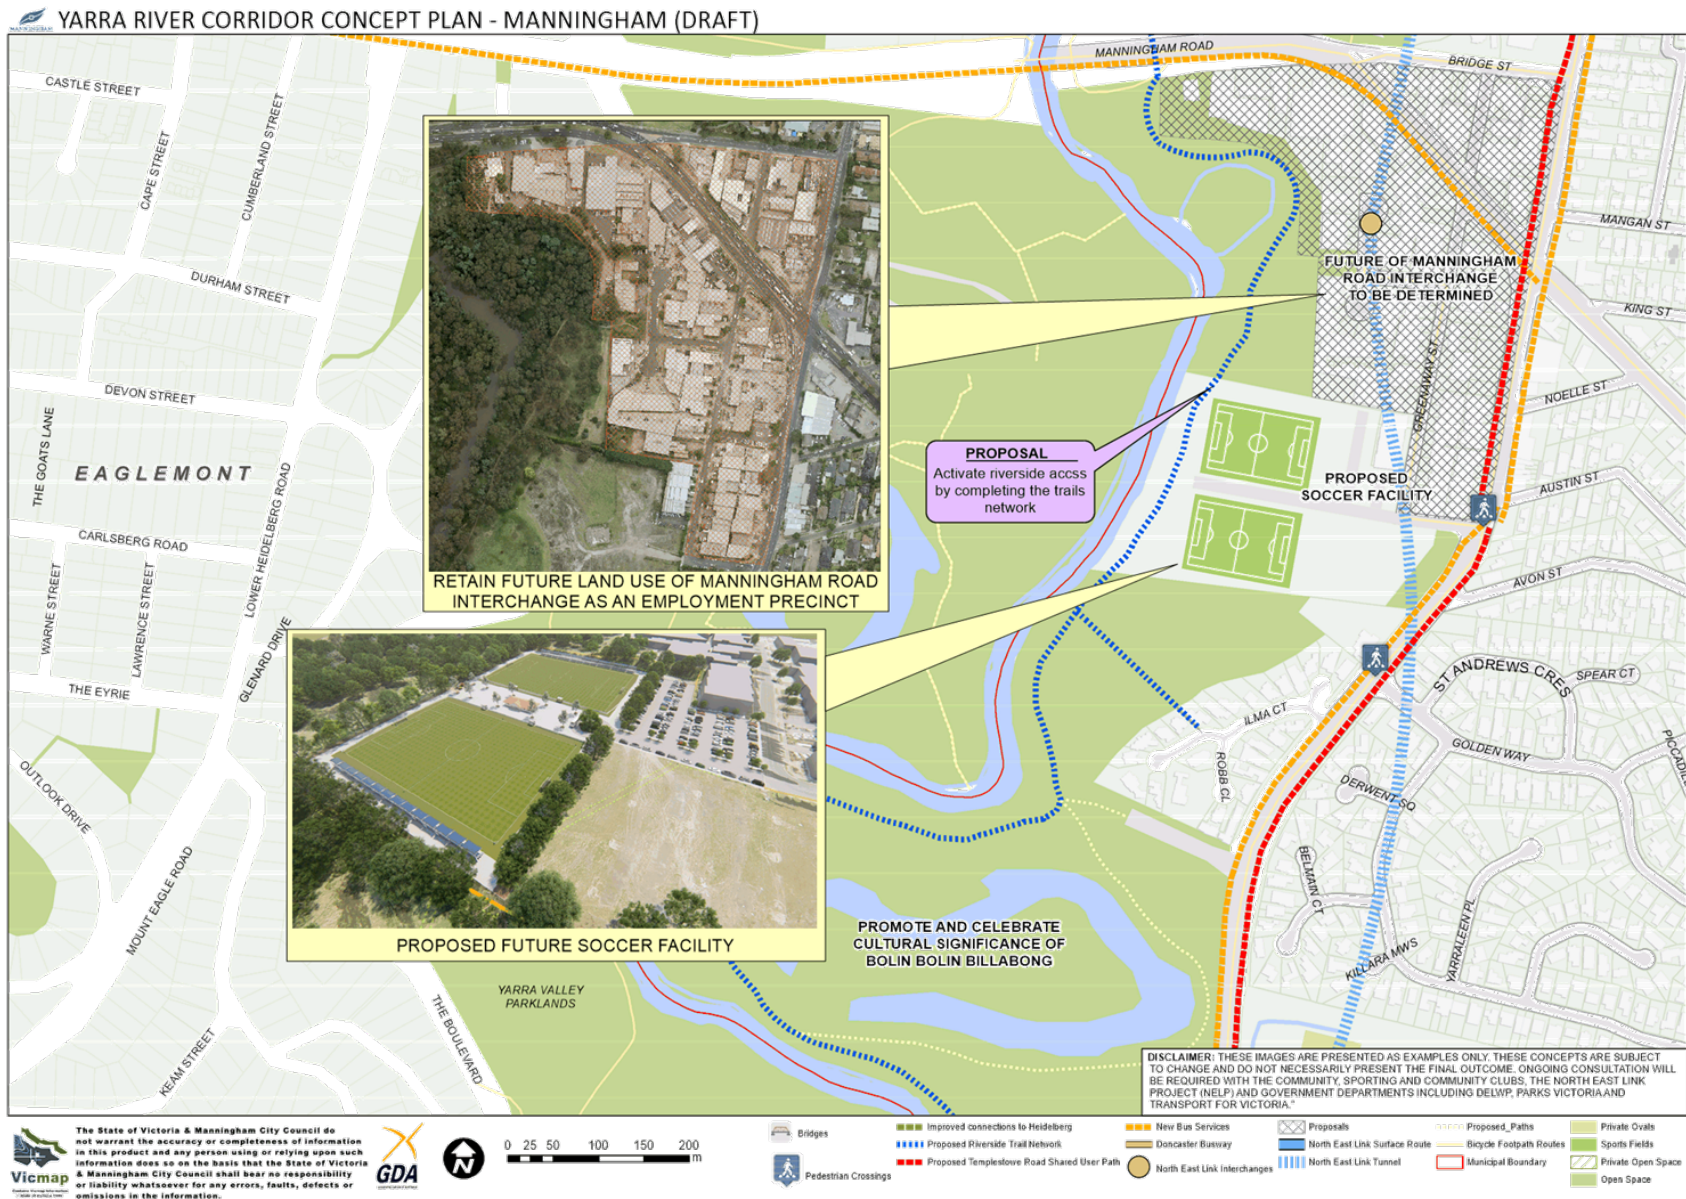 YARRA RIVER CORRIDOR CONCEPT PLAN - MANNINGHAM (DRAFT)
MANNINGHAM ROAD
BRIDGE ST
CASTLE STREET
CAPE STREET
CUMBERLAND STREET
DURHAM STREET
MANGAN ST
FUTURE OF MANNINGHAM
ROAD INTERCHANGE
TO BE DETERMINED
KING ST
DEVON STREET
GREENAWAY ST
NOELLE ST
THE GOATS LANE
EAGLEMONT
LOWER HEIDELBERG ROAD
PROPOSAL
Activate riverside accss
by completing the trails
network
PROPOSED
SOCCER FACILITY
AUSTIN ST
CARLSBERG ROAD
WARNE STREET
LAWRENCE STREET
RETAIN FUTURE LAND USE OF MANNINGHAM ROAD
INTERCHANGE AS AN EMPLOYMENT PRECINCT
AVON ST
GLENARD DRIVE
THE EYRIE
ST ANDREWS CRES
SPEAR CT
ILMA CT
ROBB CL
GOLDEN WAY
DERWENT SQ
OUTLOOK DRIVE
MOUNT EAGLE ROAD
BELMAIN CT
YARRALEEN PL
KILLARA MWS
PROPOSED FUTURE SOCCER FACILITY
PROMOTE AND CELEBRATE
CULTURAL SIGNIFICANCE OF
BOLIN BOLIN BILLABONG
YARRA VALLEY
PARKLANDS
THE BOULEVARD
KEAM STREET
DISCLAIMER: THESE IMAGES ARE PRESENTED AS EXAMPLES ONLY. THESE CONCEPTS ARE SUBJECT
TO CHANGE AND DO NOT NECESSARILY PRESENT THE FINAL OUTCOME. ONGOING CONSULTATION WILL
BE REQUIRED WITH THE COMMUNITY, SPORTING AND COMMUNITY CLUBS, THE NORTH EAST LINK
PROJECT (NELP) AND GOVERNMENT DEPARTMENTS INCLUDING DELWP, PARKS VICTORIA AND
TRANSPORT FOR VICTORIA."
Vicmap
The State of Victoria & Manningham City Council do
not warrant the accuracy or completeness of information
in this product and any person using or relying upon such
information does so on the basis that the State of Victoria
& Manningham City Council shall bear no responsibility
or liability whatsoever for any errors, faults, defects or
omissions in the information.
GDA
N
0 25 50 100 150 200
m
Bridges
Pedestrian Crossings
Improved connections to Heidelberg
Proposed Riverside Trail Network
Proposed Templestowe Road Shared User Path
New Bus Services
Doncaster Busway
North East Link Interchanges
Proposals
North East Link Surface Route
North East Link Tunnel
Proposed_Paths
Bicycle Footpath Routes
Municipal Boundary
Private Ovals
Sports Fields
Private Open Space
Open Space